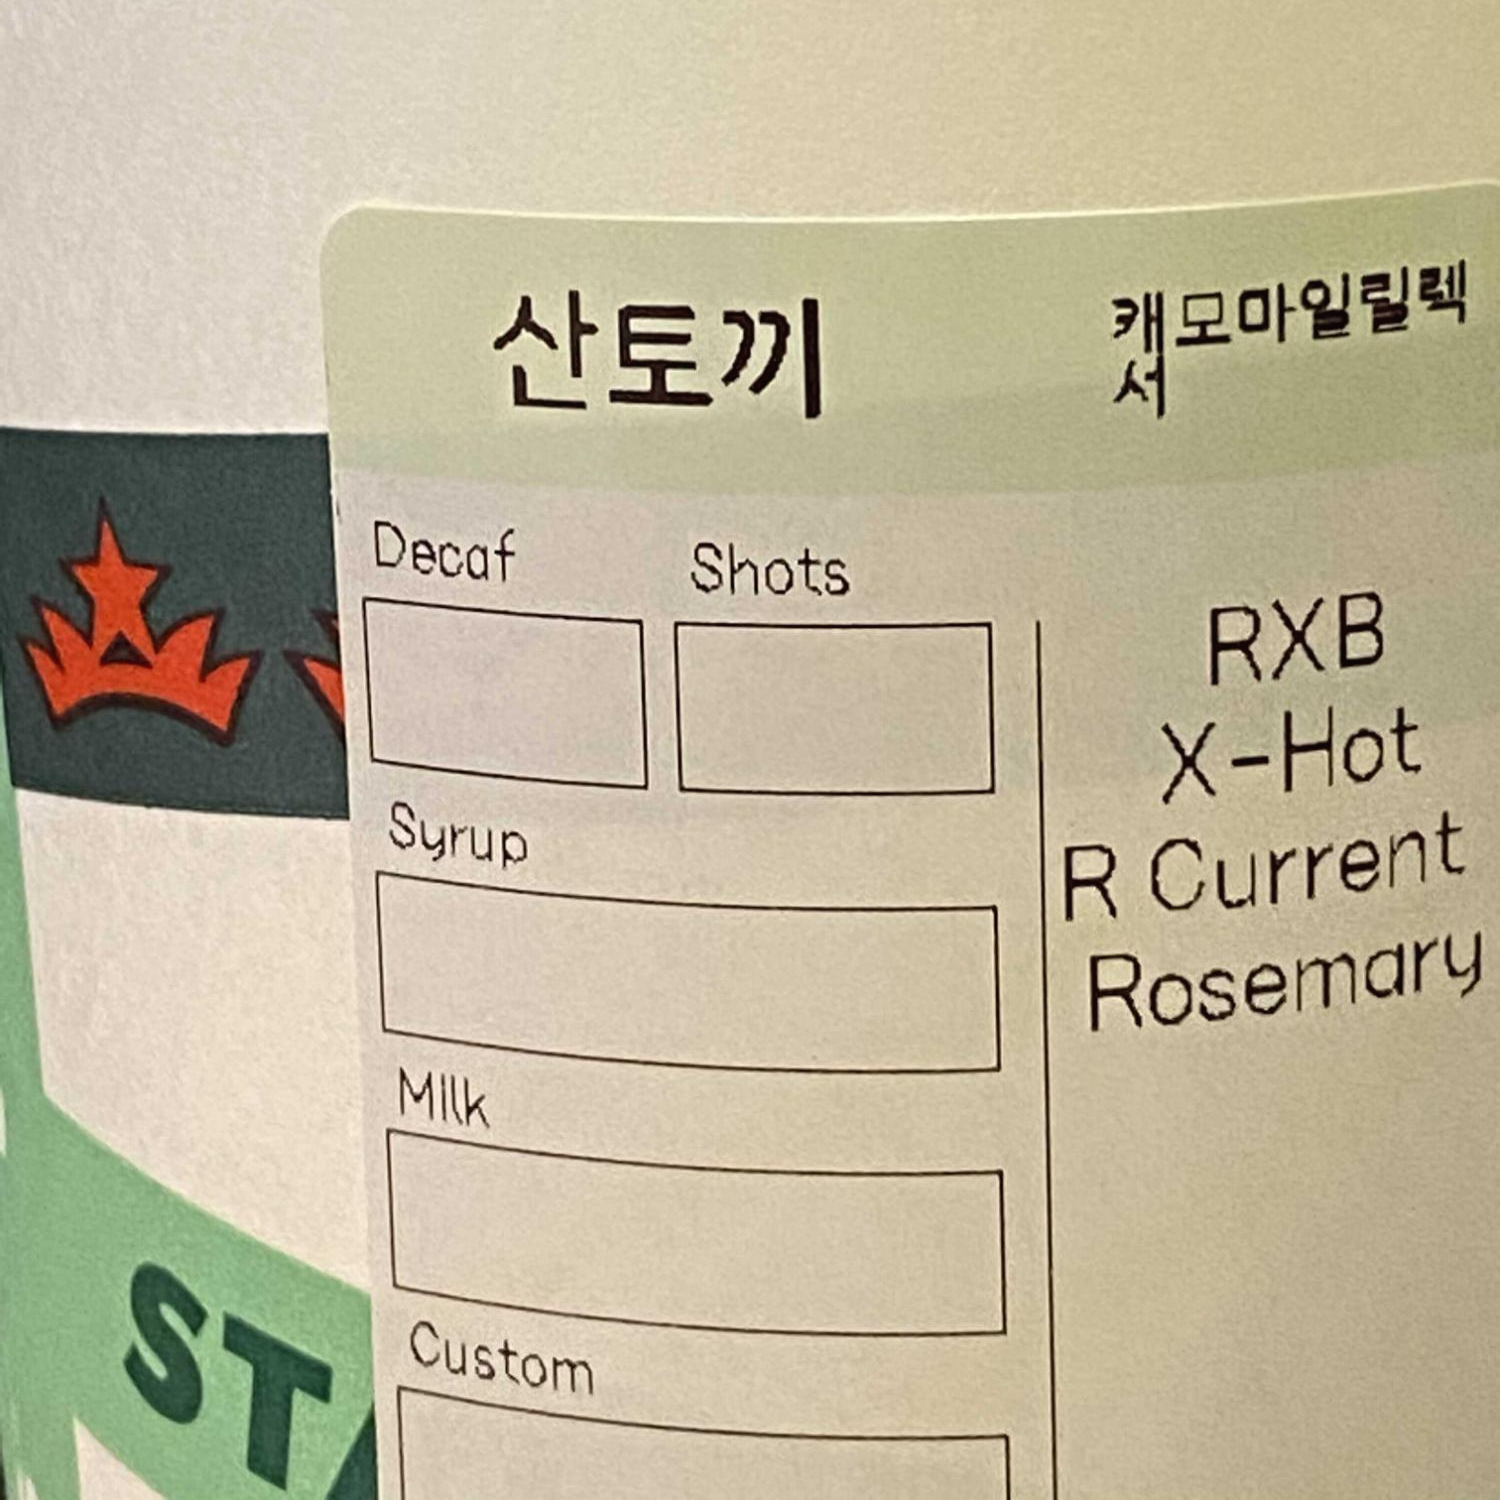 산토끼
캐모마일릴렉
서
Decaf Shots
Syrup
Milk
Custom
RXB
X-Hot
R Current
Rosemary
ST